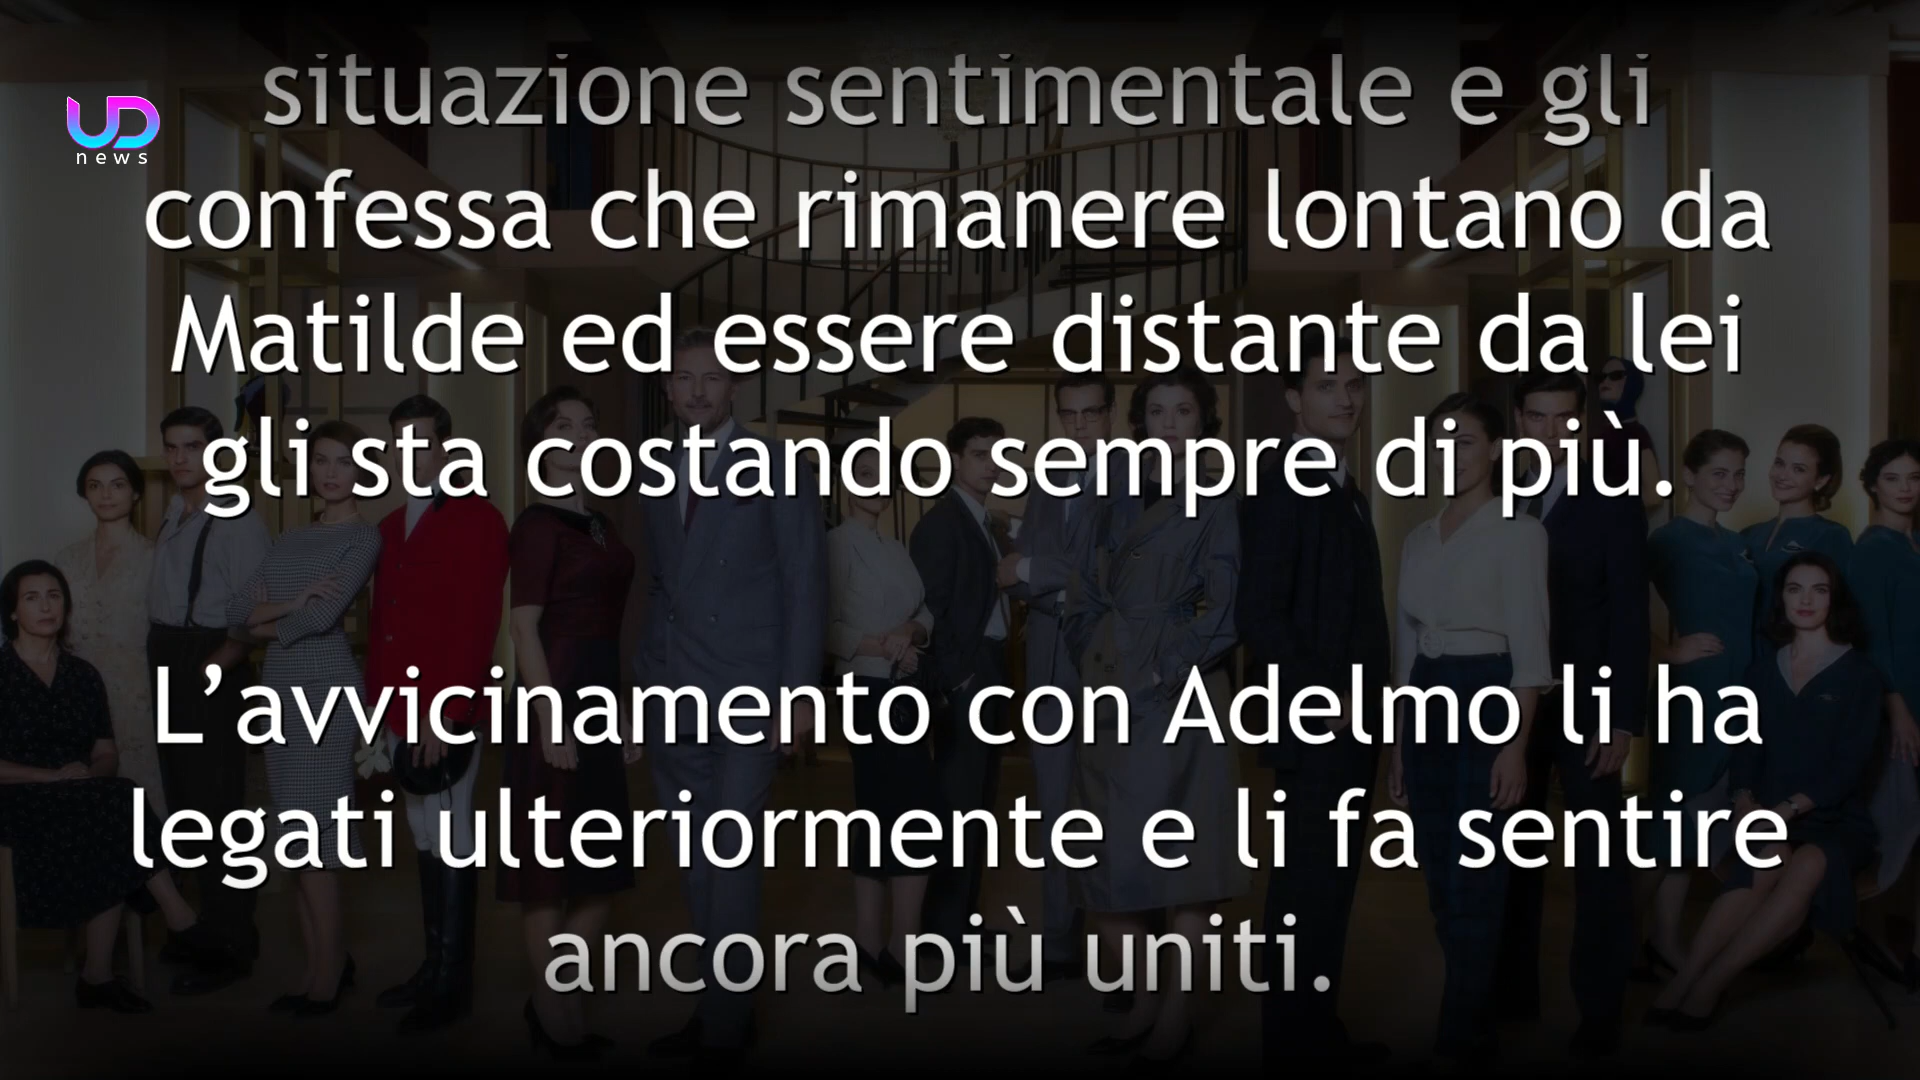 situazione sentimentale e gli
UD
news
confessa che rimanere lontano da
Matilde ed essere distante da lei
gli sta costando sempre di più.
L’avvicinamento con Adelmo li ha
legati ulteriormente e li fa sentire
ancora più uniti.